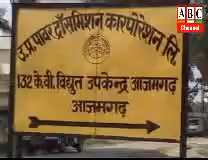 ABC
Channel
उ.प्र.पावर ट्राँसमिशन कारपोरेशन लि.
132 के.वी. विद्युत उपकेन्द्र आजमगढ़
आजमगढ़